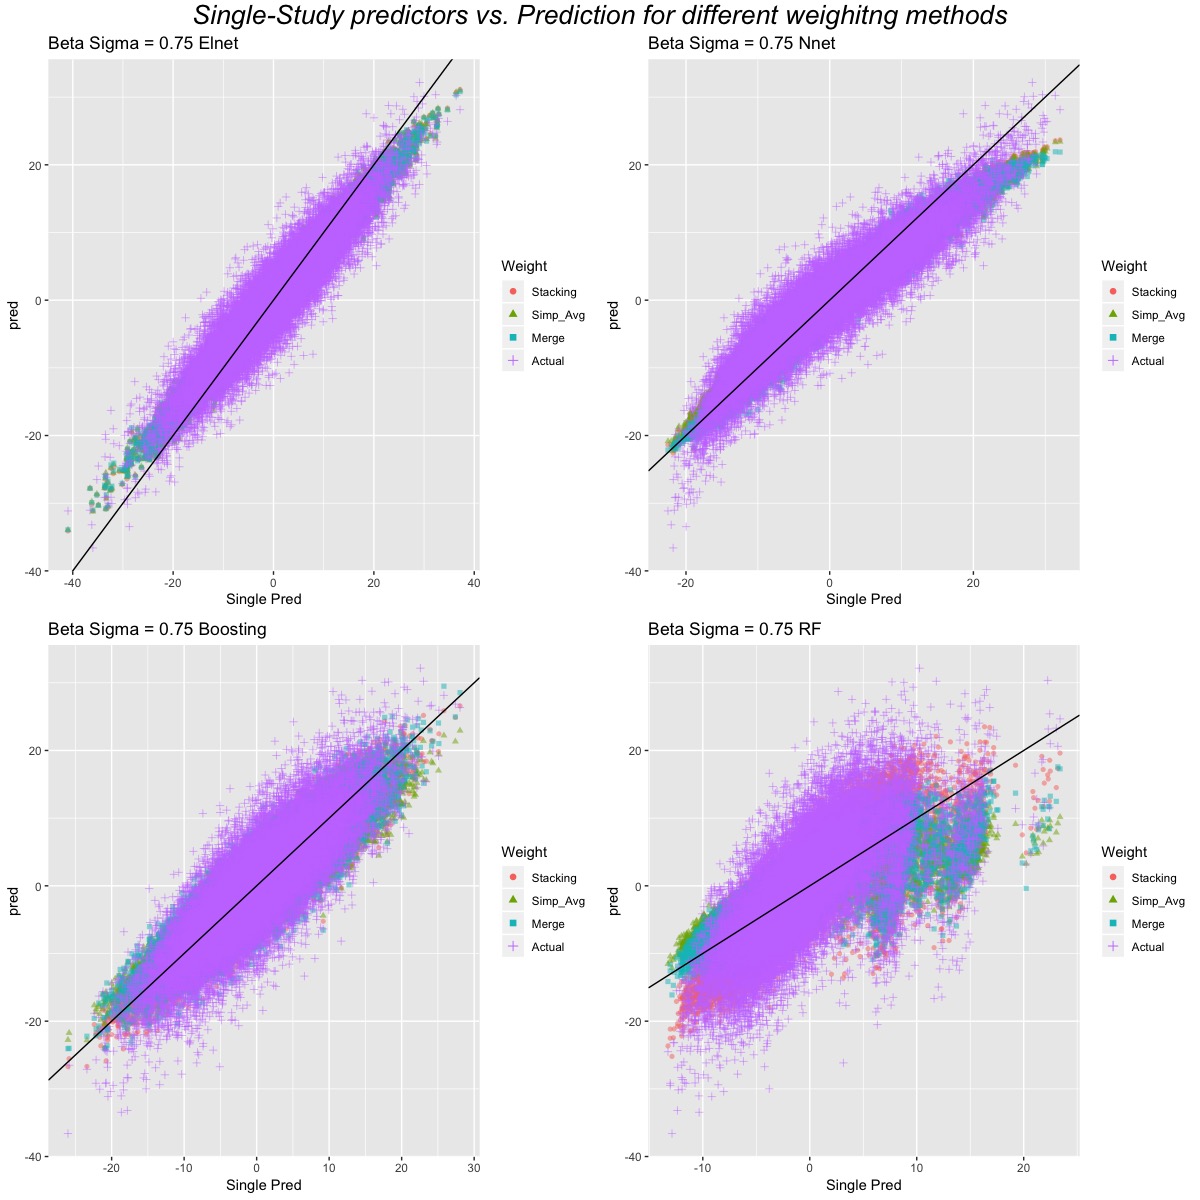 Single-Study predictors vs. Prediction for different weighitng methods
Beta Sigma = 0.75 Elnet
20
0
-20
-40
pred
-40 -20 0 20 40
Single Pred
Weight
Stacking
Simp_Avg
Merge
Actual
Beta Sigma = 0.75 Nnet
20
0
-20
-40
pred
-20 0 20
Single Pred
Weight
Stacking
Simp_Avg
Merge
Actual
Beta Sigma = 0.75 Boosting
20
0
-20
-40
pred
-20 -10 0 10 20 30
Single Pred
Weight
Stacking
Simp_Avg
Merge
Actual
Beta Sigma = 0.75 RF
20
0
-20
-40
pred
-10 0 10 20
Single Pred
Weight
Stacking
Simp_Avg
Merge
Actual